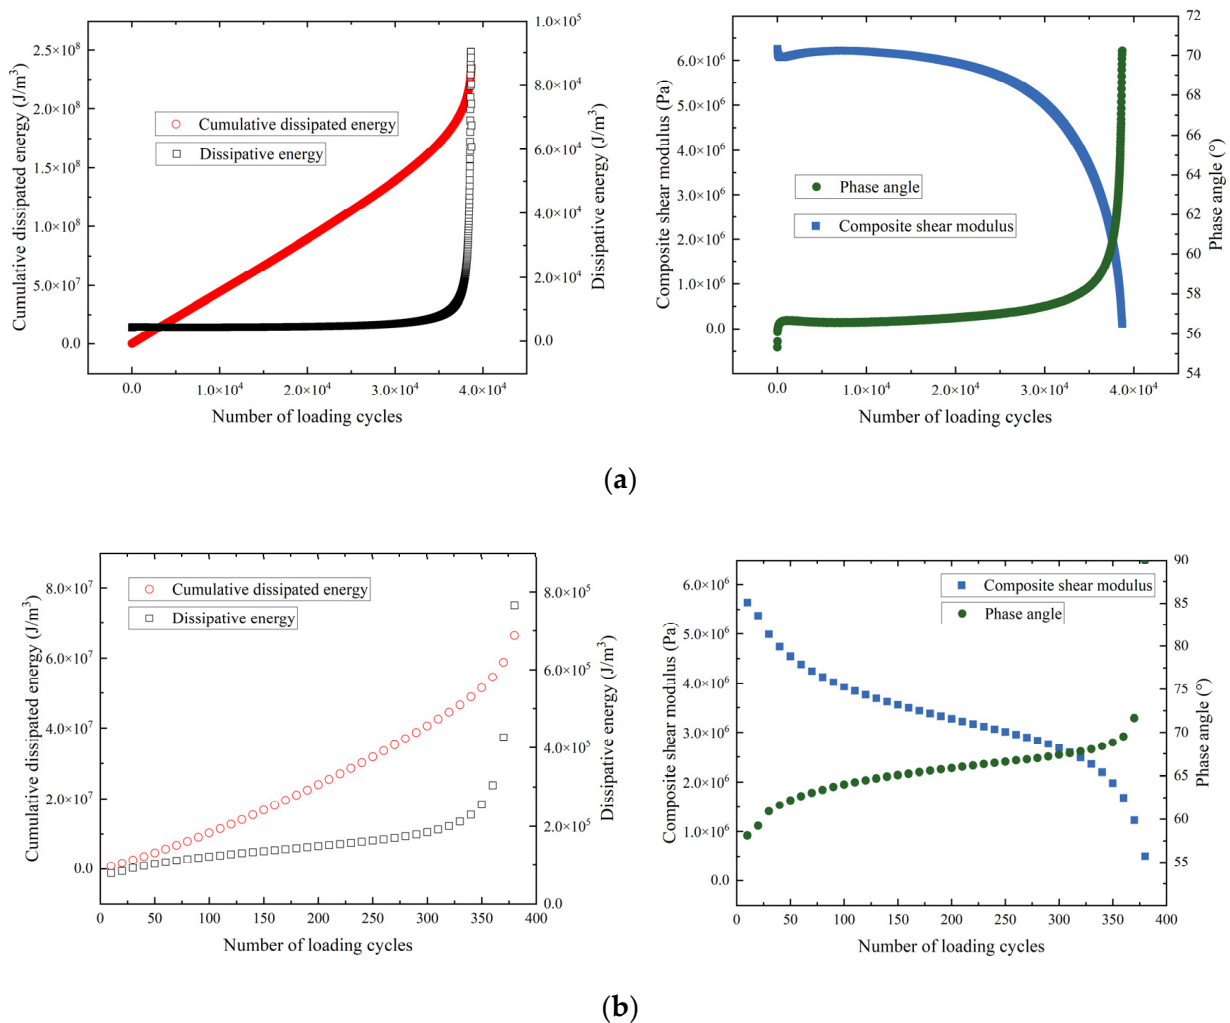 Cumulative dissipated energy (J/m³)
2.5×10⁸
2.0×10⁸
1.5×10⁸
1.0×10⁸
5.0×10⁷
0.0
Cumulative dissipated energy
Dissipative energy
1.0×10⁵
8.0×10⁴
6.0×10⁴
4.0×10⁴
2.0×10⁴
0.0
Dissipative energy (J/m³)
0.0 1.0×10⁴ 2.0×10⁴ 3.0×10⁴ 4.0×10⁴
Number of loading cycles
Composite shear modulus (Pa)
6.0×10⁶
5.0×10⁶
4.0×10⁶
3.0×10⁶
2.0×10⁶
1.0×10⁶
0.0
Phase angle
Composite shear modulus
72
70
68
66
64
62
60
58
56
54
Phase angle (°)
0.0 1.0×10⁴ 2.0×10⁴ 3.0×10⁴ 4.0×10⁴
Number of loading cycles
(a)
Cumulative dissipated energy (J/m³)
8.0×10⁷
6.0×10⁷
4.0×10⁷
2.0×10⁷
0.0
Cumulative dissipated energy
Dissipative energy
8.0×10⁵
6.0×10⁵
4.0×10⁵
2.0×10⁵
0.0
Dissipative energy (J/m³)
0 50 100 150 200 250 300 350 400
Number of loading cycles
Composite shear modulus (Pa)
6.0×10⁶
5.0×10⁶
4.0×10⁶
3.0×10⁶
2.0×10⁶
1.0×10⁶
0.0
Composite shear modulus
Phase angle
90
85
80
75
70
65
60
55
Phase angle (°)
0 50 100 150 200 250 300 350 400
Number of loading cycles
(b)